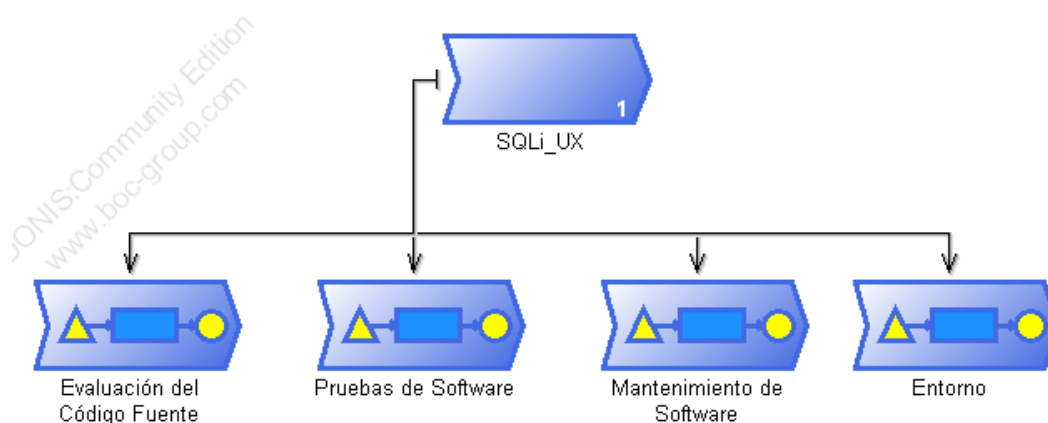 DONIS:Community Edition
www.boc-group.com
1
SQLi_UX
Evaluación del
Código Fuente
Pruebas de Software
Mantenimiento de
Software
Entorno